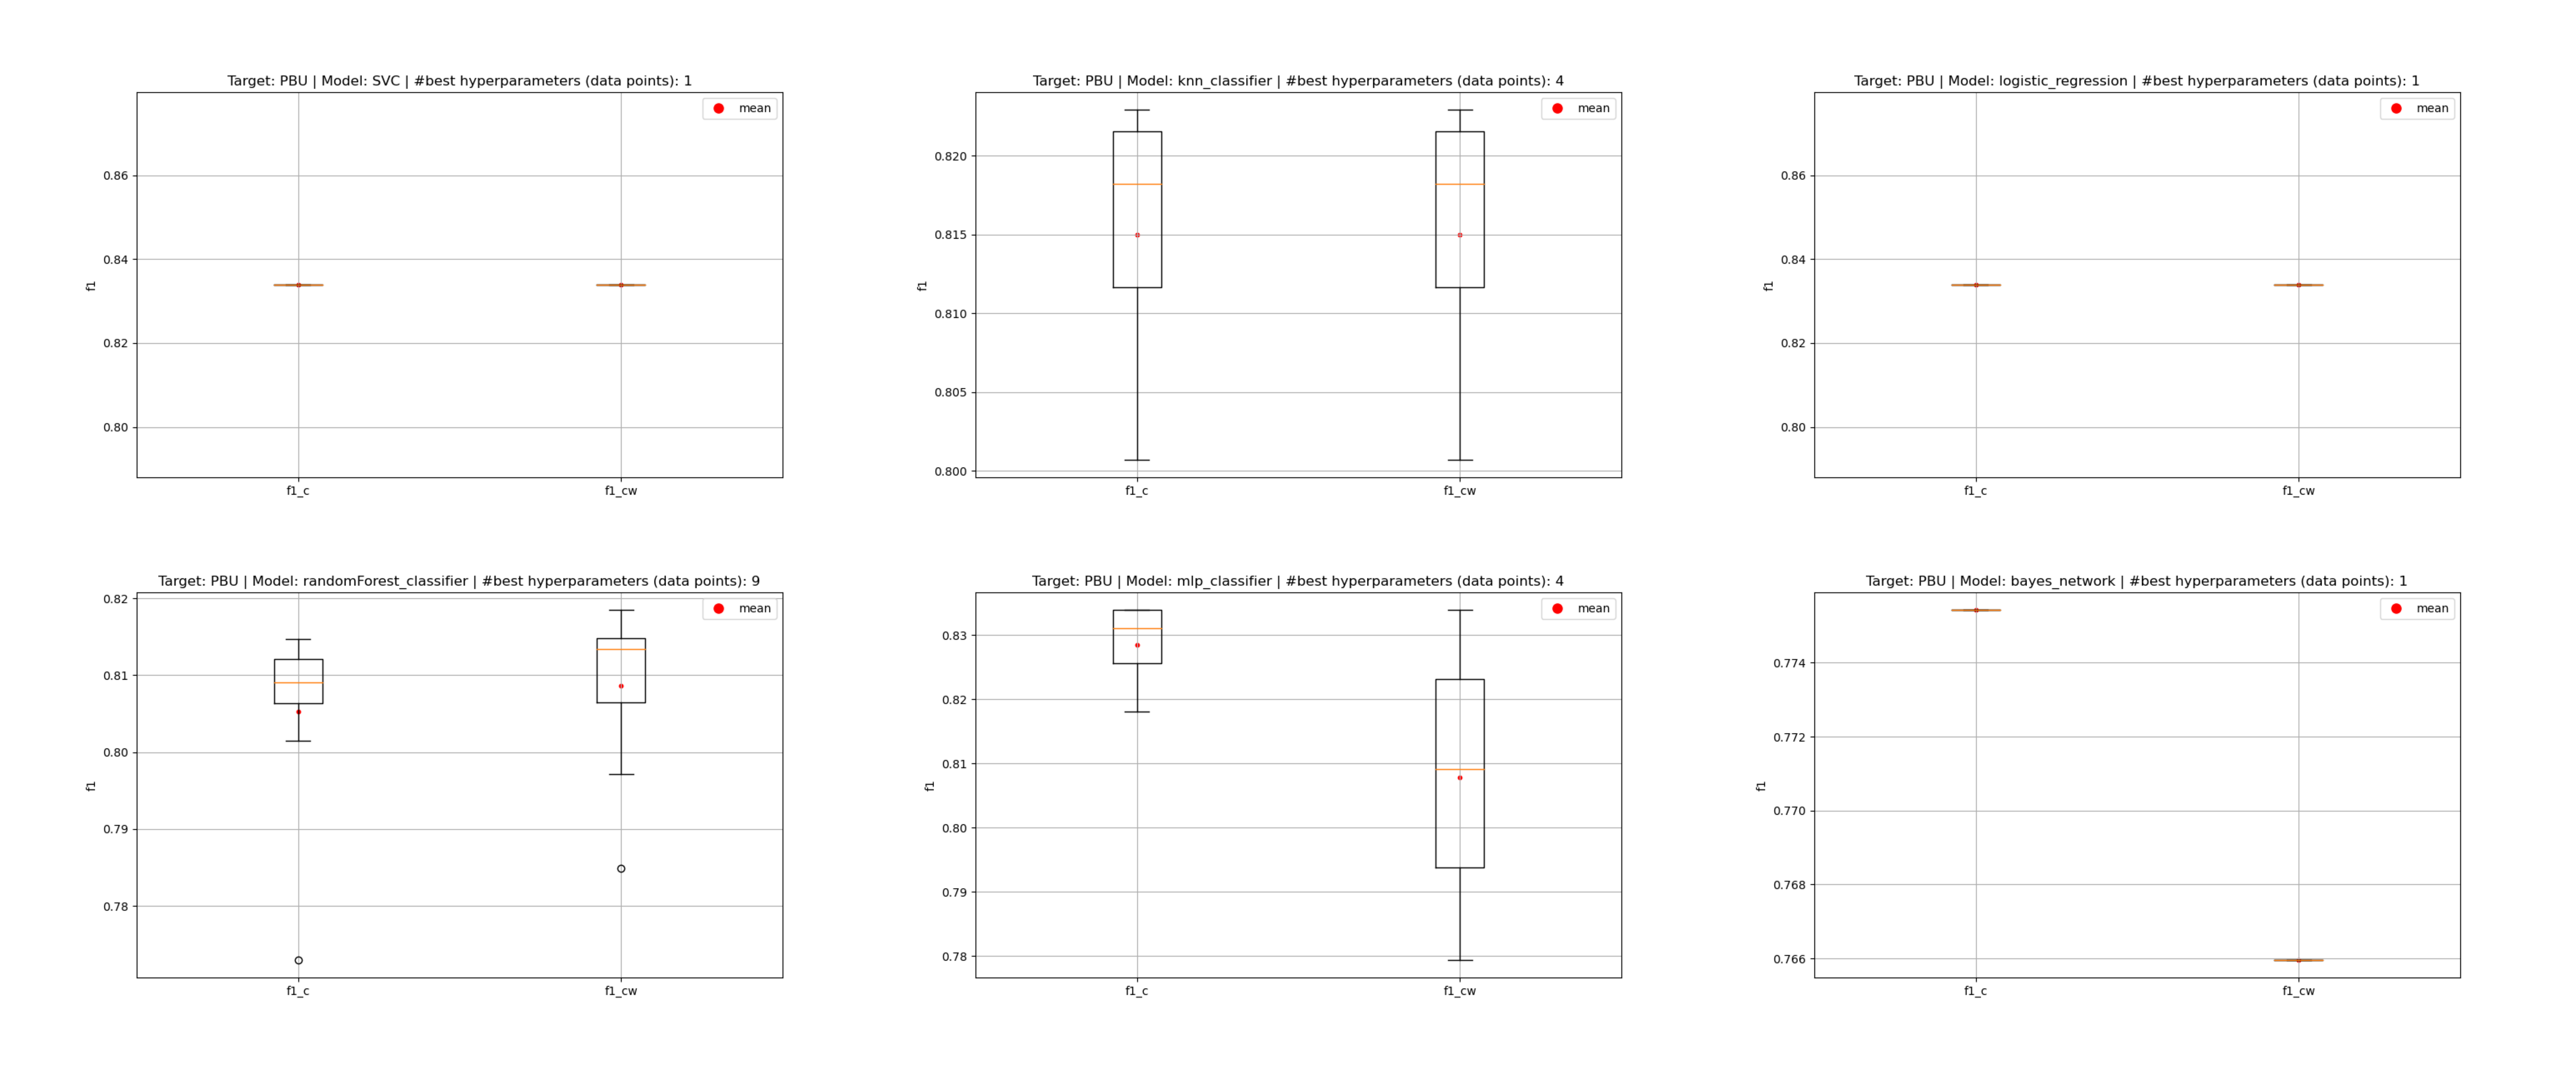 Target: PBU | Model: SVC | #best hyperparameters (data points): 1
mean
0.86
0.84
0.82
0.80
f1
f1_c
f1_cw
Target: PBU | Model: knn_classifier | #best hyperparameters (data points): 4
mean
0.820
0.815
0.810
0.805
0.800
f1
f1_c
f1_cw
Target: PBU | Model: logistic_regression | #best hyperparameters (data points): 1
mean
0.86
0.84
0.82
0.80
f1
f1_c
f1_cw
Target: PBU | Model: randomForest_classifier | #best hyperparameters (data points): 9
mean
0.82
0.81
0.80
0.79
0.78
f1
f1_c
f1_cw
Target: PBU | Model: mlp_classifier | #best hyperparameters (data points): 4
mean
0.83
0.82
0.81
0.80
0.79
0.78
f1
f1_c
f1_cw
Target: PBU | Model: bayes_network | #best hyperparameters (data points): 1
mean
0.774
0.772
0.770
0.768
0.766
f1
f1_c
f1_cw